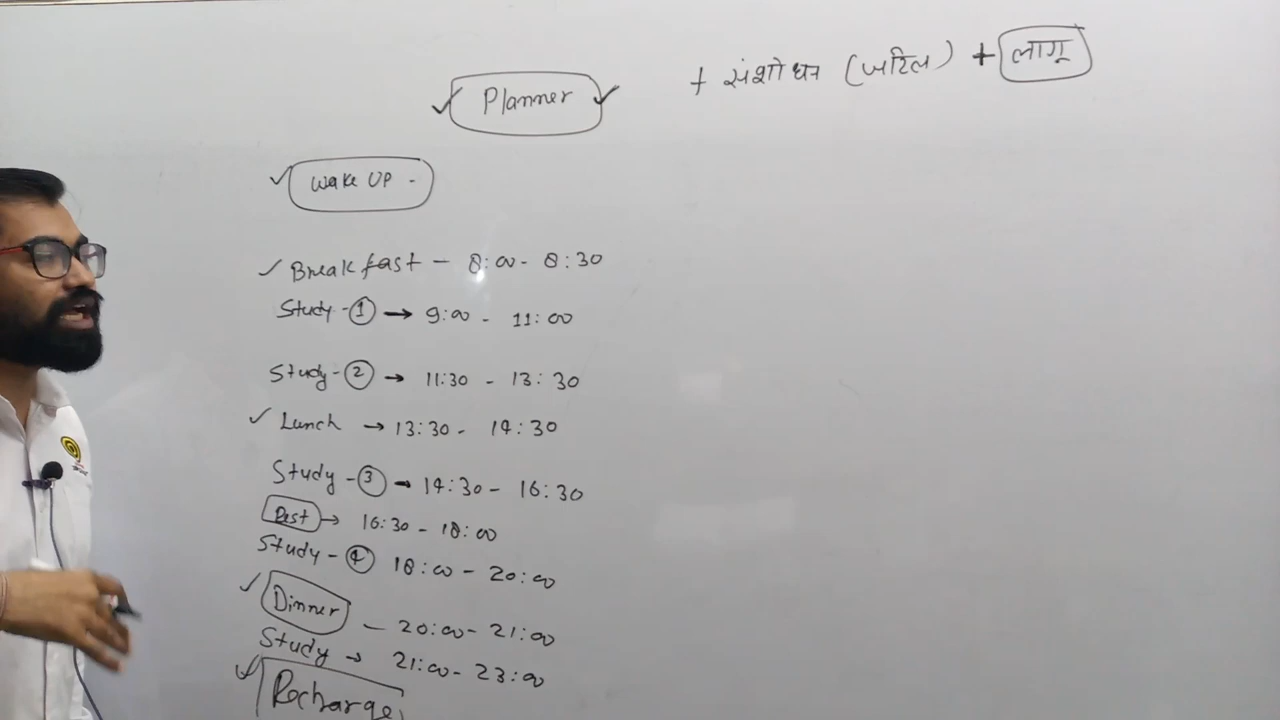 + संशोधन (जटिल) + लागू
Planner
Wake UP -
Breakfast - 8:00 - 8:30
Study - 1 → 9:00 - 11:00
Study - 2 → 11:30 - 13:30
Lunch → 13:30 - 14:30
Study - 3 → 14:30 - 16:30
Rest → 16:30 - 18:00
Study - 4 18:00 - 20:00
Dinner - 20:00 - 21:00
Study → 21:00 - 23:00
Recharge